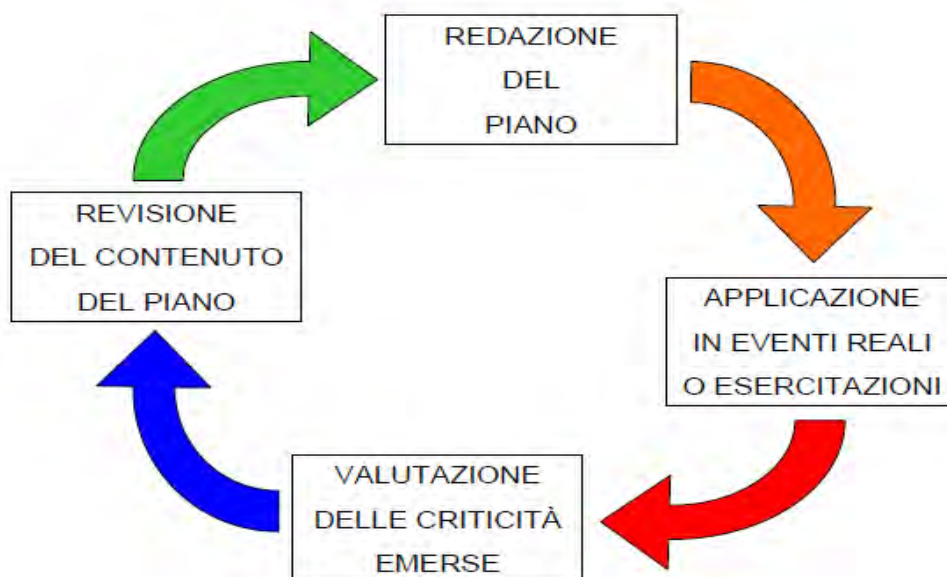 REDAZIONE
DEL
PIANO
APPLICAZIONE
IN EVENTI REALI
O ESERCITAZIONI
VALUTAZIONE
DELLE CRITICITÀ
EMERSE
REVISIONE
DEL CONTENUTO
DEL PIANO